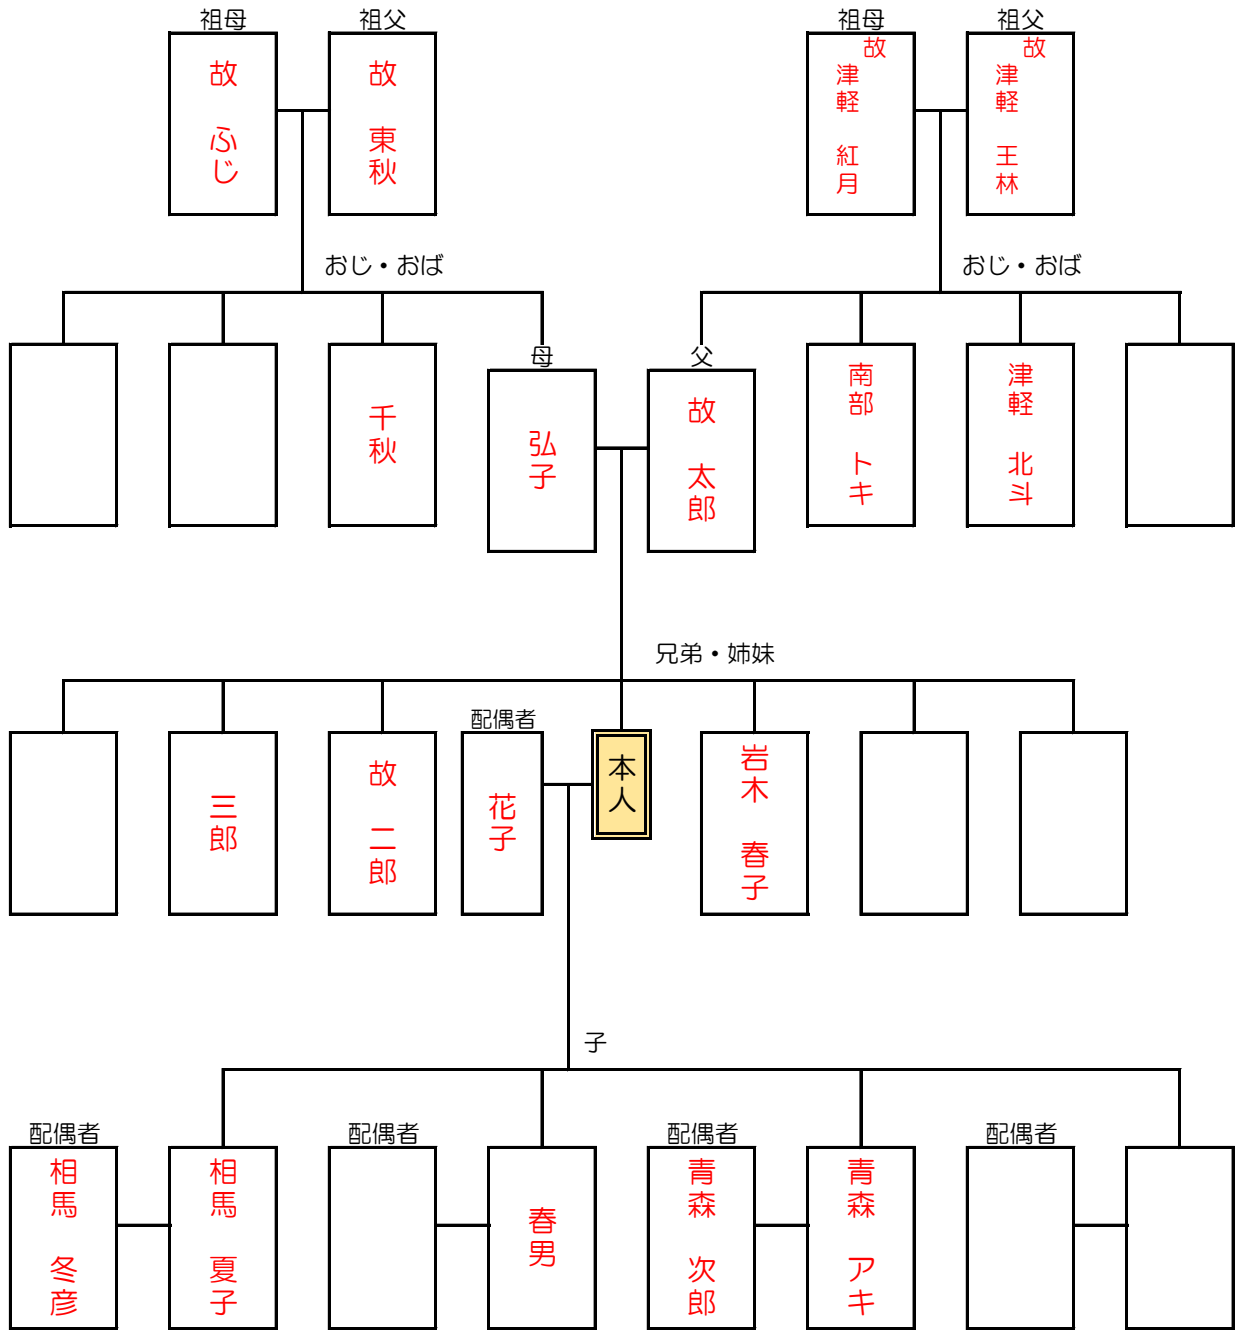 祖母
祖父
祖母
祖父
故 ふじ
故 東秋
故
津軽 紅月
故
津軽 王林
おじ・おば
おじ・おば
千秋
母
弘子
父
故 太郎
南部 トキ
津軽 北斗
兄弟・姉妹
三郎
故 二郎
配偶者
花子
本人
岩木 春子
子
配偶者
相馬 冬彦
相馬 夏子
配偶者
春男
配偶者
青森 次郎
青森 アキ
配偶者